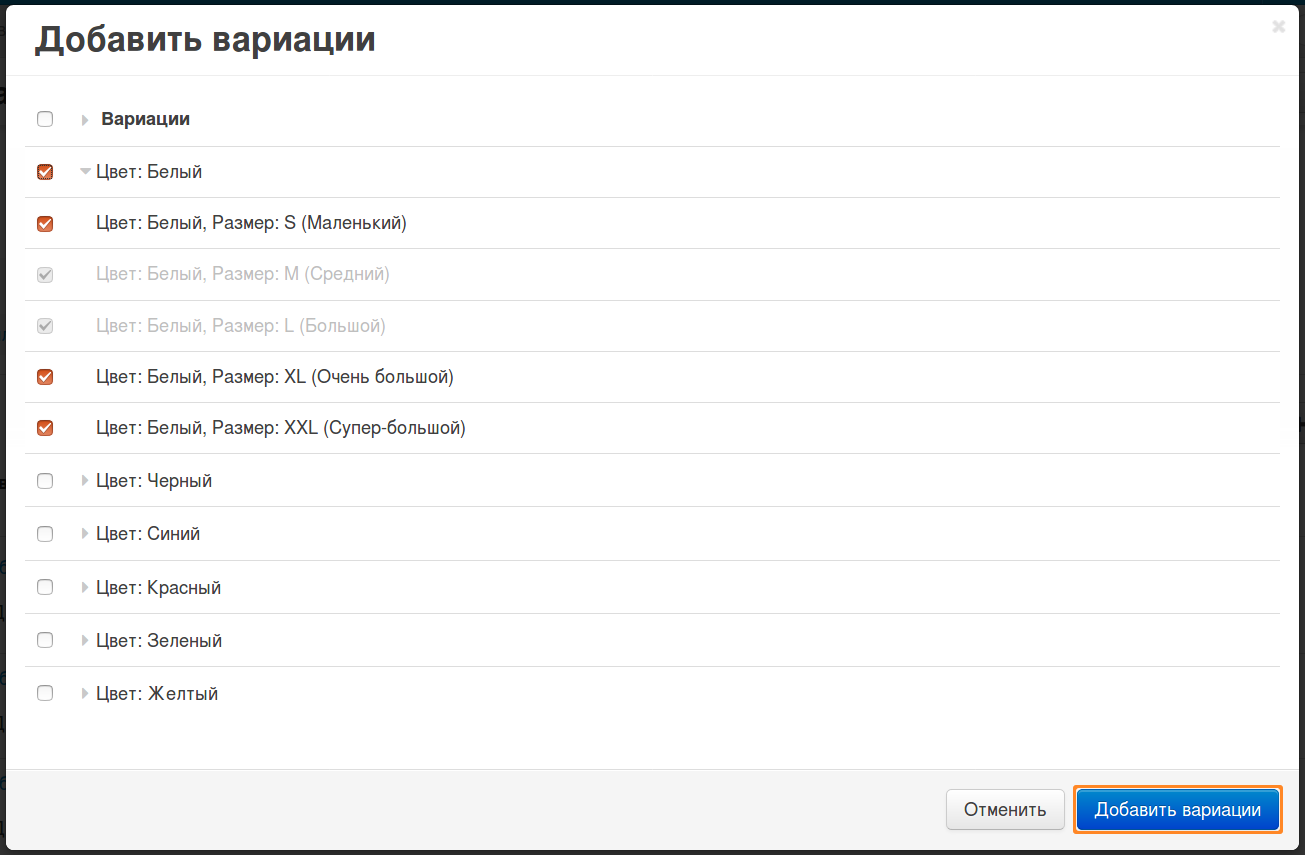 Добавить вариации
Вариации
Цвет: Белый
Цвет: Белый, Размер: S (Маленький)
Цвет: Белый, Размер: M (Средний)
Цвет: Белый, Размер: L (Большой)
Цвет: Белый, Размер: XL (Очень большой)
Цвет: Белый, Размер: XXL (Супер-большой)
Цвет: Черный
Цвет: Синий
Цвет: Красный
Цвет: Зеленый
Цвет: Желтый
Отменить
Добавить вариации